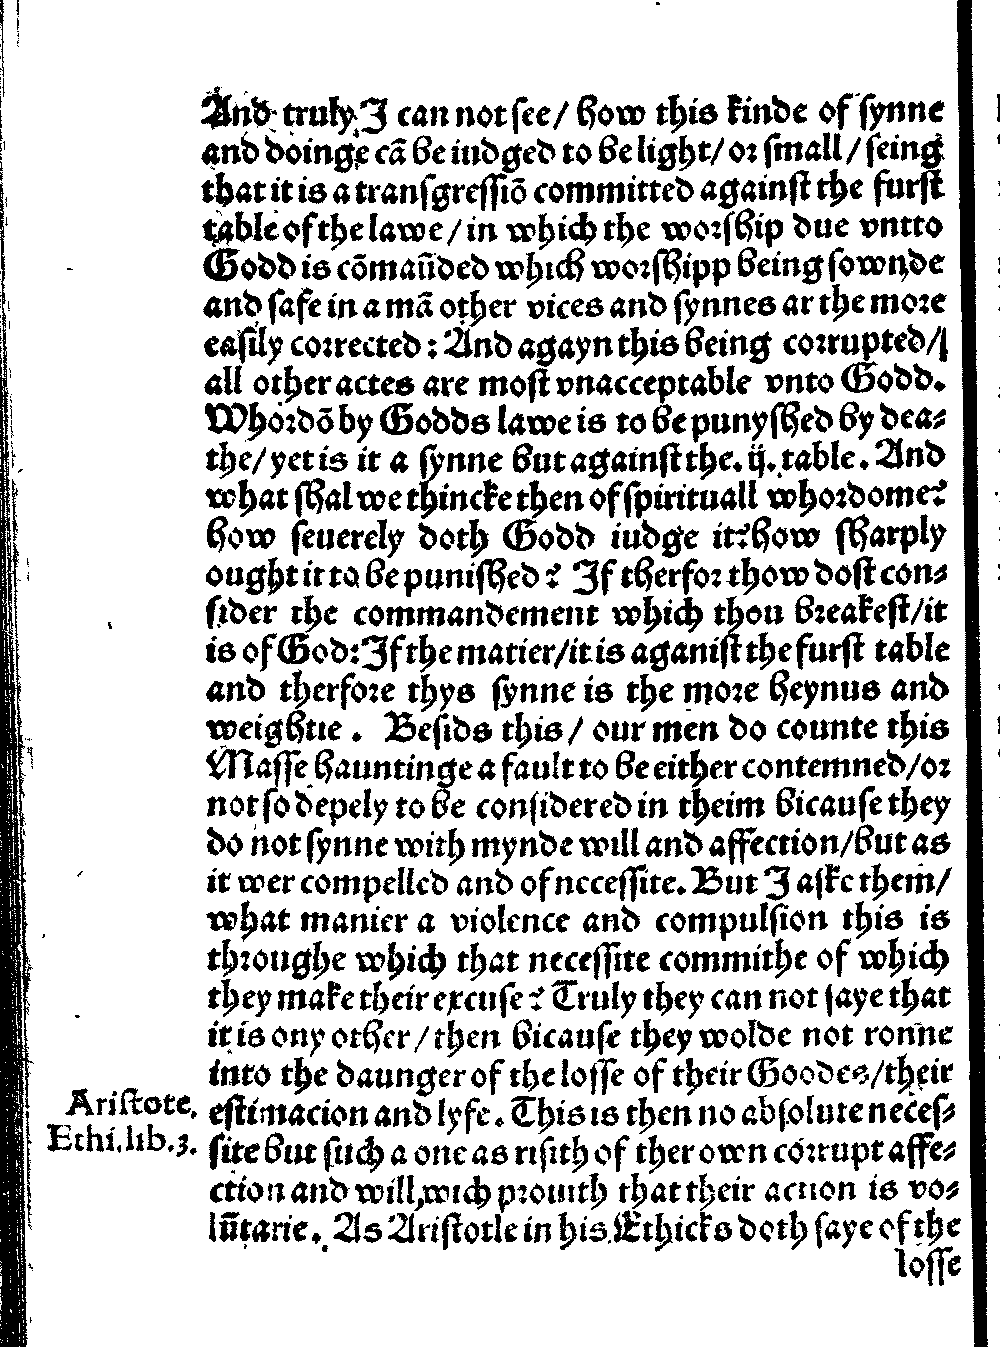 And truly I can not see/ how this kinde of synne
and doinge cā be iudged to be light/ or small/ seing
that it is a transgressiō committed against the furst
table of the lawe/ in which the worship due vntto
Godd is cōmaūded which worshipp being sownde
and safe in a mā other vices and synnes ar the more
easily corrected: And agayn this being corrupted/
all other actes are most vnacceptable vnto Godd.
Whordō by Godds lawe is to be punyshed by dea-
the/ yet is it a synne but against the .ij. table. And
what shal we thincke then of spirituall whordome?
how seuerely doth Godd iudge it? how sharply
ought it to be punished? If therfor thow dost con-
sider the commandement which thou breakest/ it
is of God: If the matier/ it is aganist the furst table
and therfore thys synne is the more heynus and
weightie. Besids this/ our men do counte this
Masse hauntinge a fault to be either contemned/ or
not so depely to be considered in theim bicause they
do not synne with mynde will and affection/ but as
it wer compelled and of necessite. But I aske them/
what manier a violence and compulsion this is
throughe which that necessite commithe of which
they make their excuse? Truly they can not saye that
it is ony other/ then bicause they wolde not ronne
into the daunger of the losse of their Goodes/ their
Aristote. estimacion and lyfe. This is then no absolute neces-
Ethi. lib. 3. site but such a one as risith of ther own corrupt affe-
ction and will, wich prouith that their action is vo-
lūtarie. As Aristotle in his Ethicks doth saye of the
losse